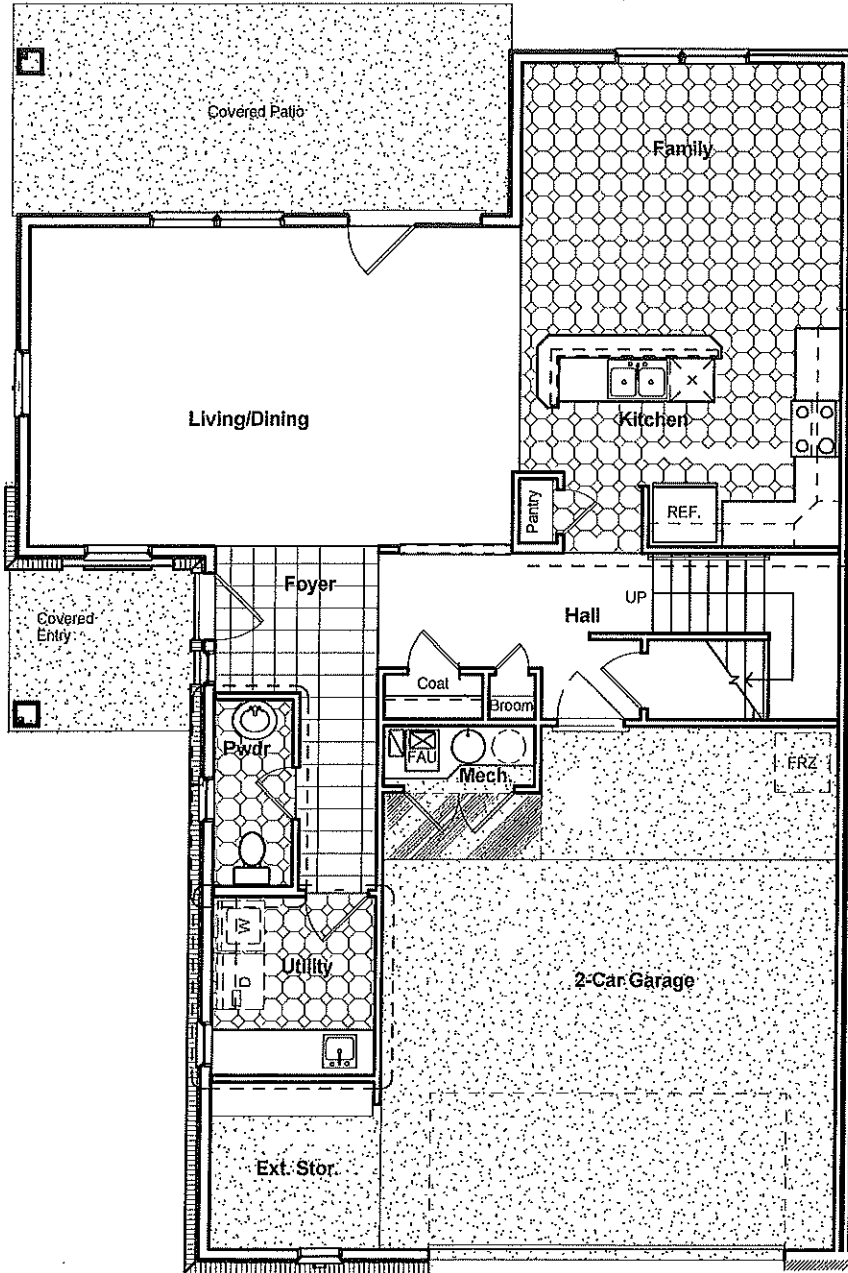 Covered Patio
Family
Living/Dining
Kitchen
Pantry
REF.
Foyer
UP
Covered
Entry
Hall
Coat
Broom
Pwdr
FAU
Mech.
FRZ
W
Utility
D
2-Car Garage
Ext. Stor.